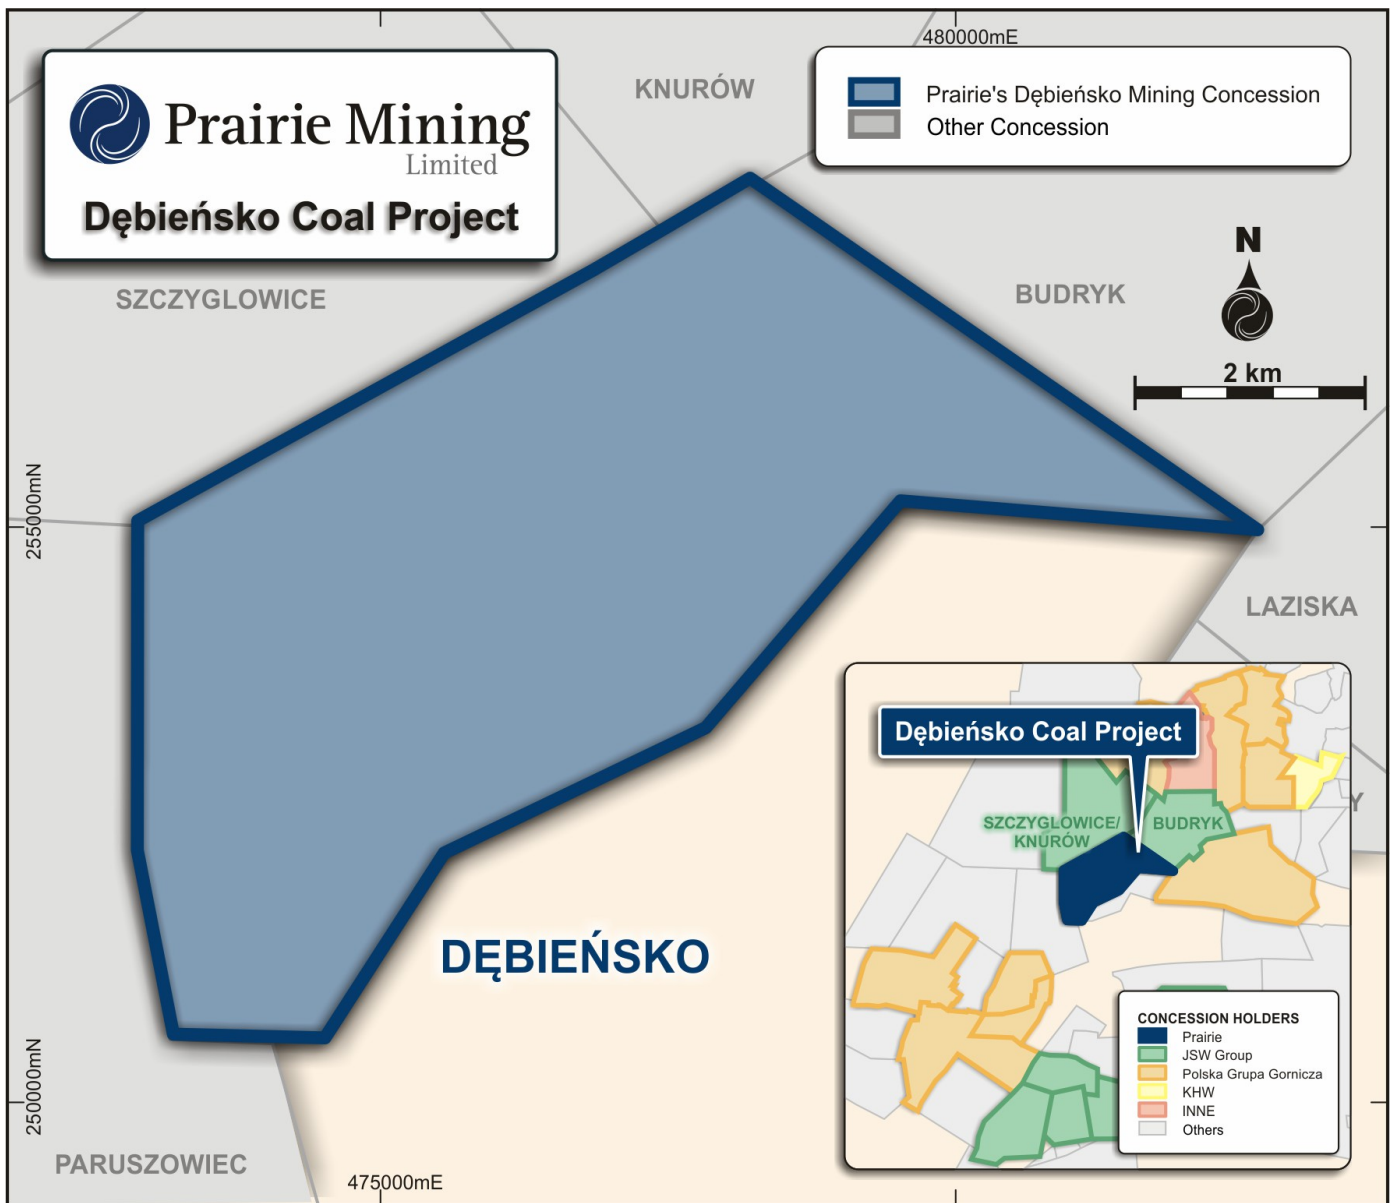 480000mE
KNURÓW
Prairie Mining
Limited
Dębieńsko Coal Project
Prairie's Dębieńsko Mining Concession
Other Concession
N
SZCZYGLOWICE
BUDRYK
2 km
255000mN
LAZISKA
Dębieńsko Coal Project
SZCZYGLOWICE/
KNURÓW
BUDRYK
Y
DĘBIEŃSKO
CONCESSION HOLDERS
Prairie
JSW Group
Polska Grupa Gornicza
KHW
INNE
Others
250000mN
PARUSZOWIEC
475000mE